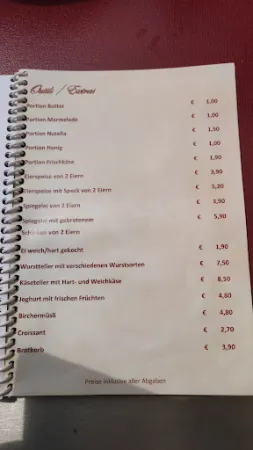 / Extras
Portion Butter € 1,00
Portion Marmelade € 1,00
Portion Nutella € 1,50
Portion Honig € 1,00
Portion Frischkäse € 1,90
Eierspeise von 2 Eiern € 3,90
Eierspeise mit Speck von 2 Eiern € 5,20
Spiegelei von 2 Eiern € 3,90
Spiegelei mit gebratenem € 5,90
Schinken von 2 Eiern
Ei weich/hart gekocht € 1,90
Wurstteller mit verschiedenen Wurstsorten € 7,50
Käseteller mit Hart- und Weichkäse € 8,50
Joghurt mit frischen Früchten € 4,80
Birchermüsli € 4,80
Croissant € 2,70
Brotkorb € 3,90
Preise inklusive aller Abgaben